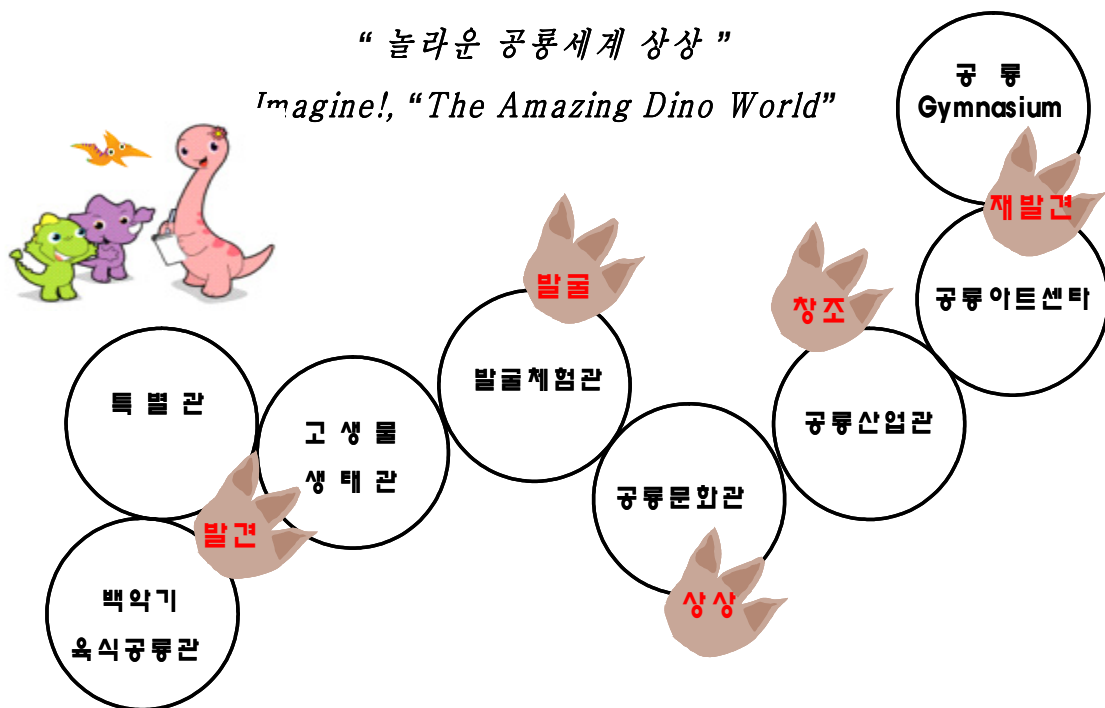 “ 놀라운 공룡세계 상상 ”
Imagine!, “The Amazing Dino World”
공 룡
Gymnasium
재발견
공룡아트센타
발굴
창조
발굴체험관
공룡산업관
특 별 관
고 생 물
생 태 관
공룡문화관
발견
상상
백악기
육식공룡관